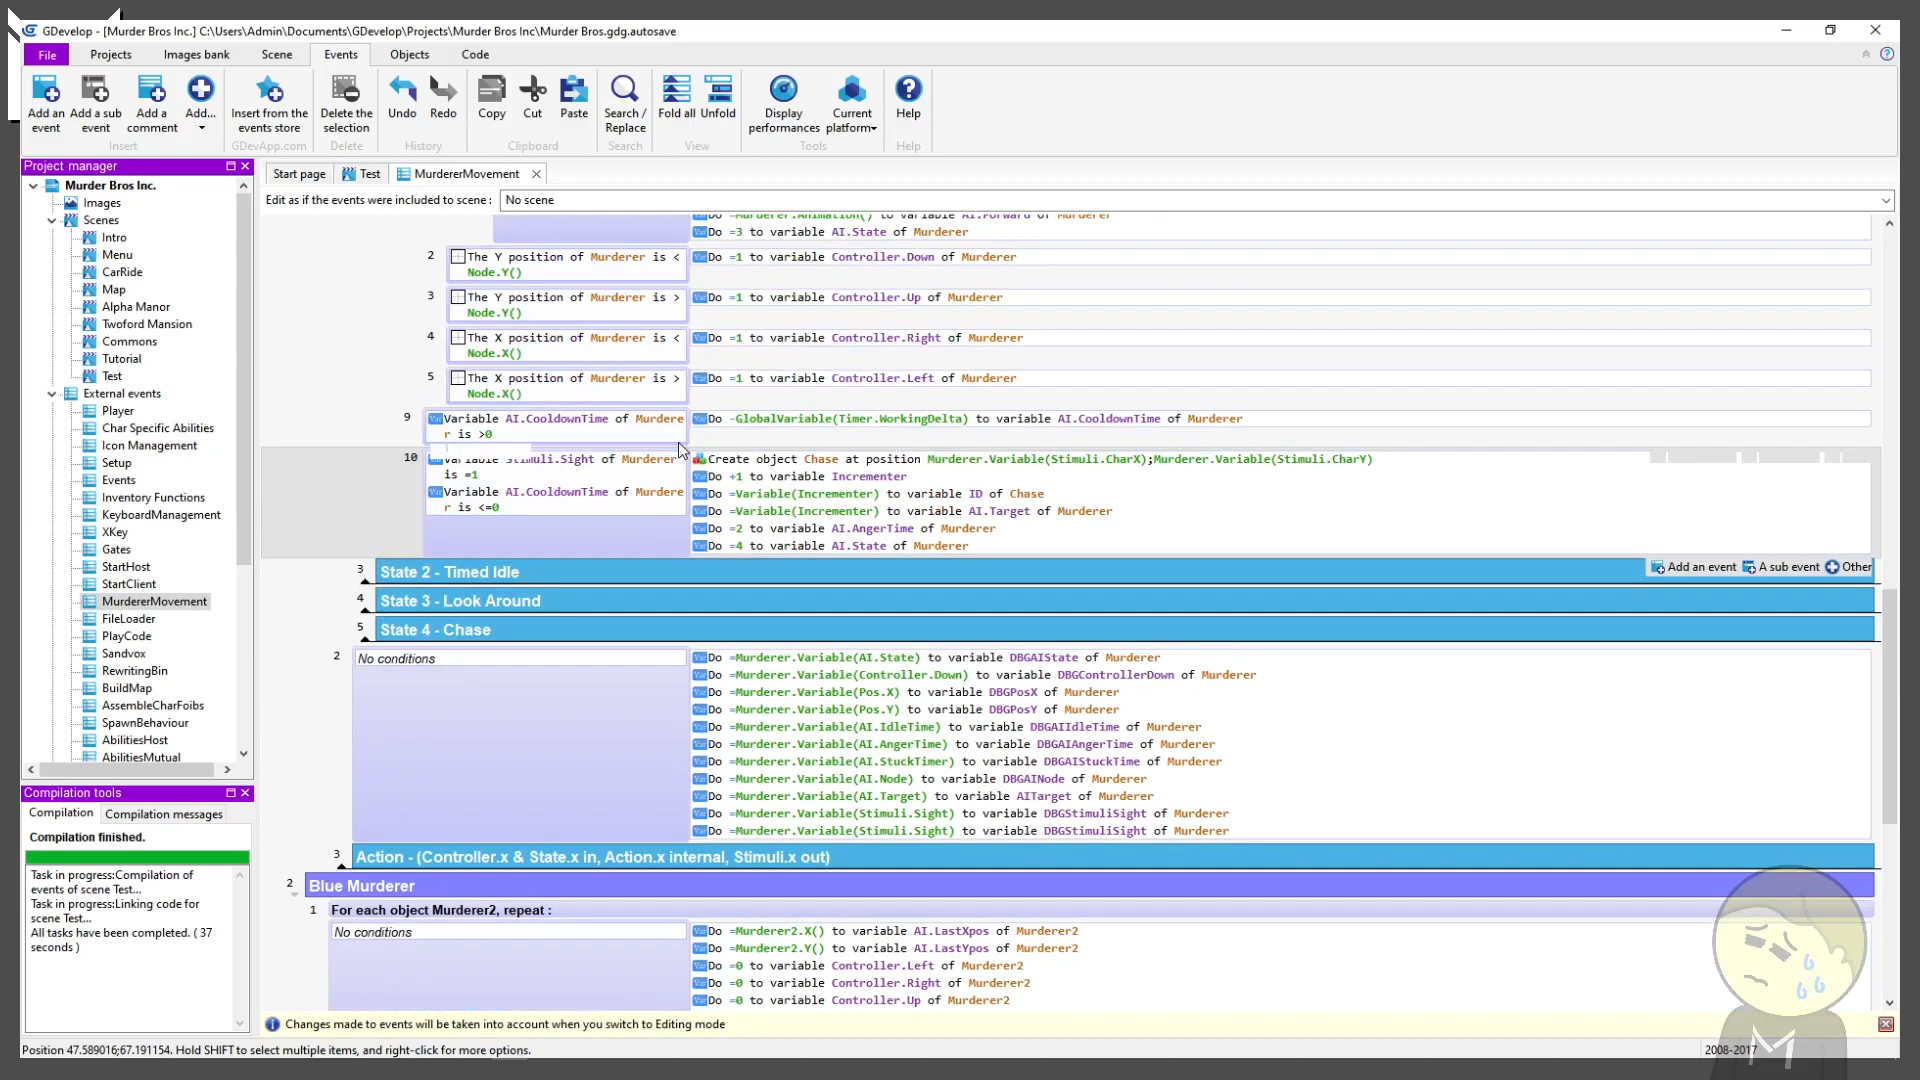 GDevelop - [Murder Bros Inc.] C:\Users\Admin\Documents\GDevelop\Projects\Murder Bros Inc\Murder Bros.gdg.autosave
File Projects Images bank Scene Events Objects Code
Add an event
Add a sub event
Add a comment
Add...
Insert from the events store
Delete the selection
Undo Redo
Copy Cut Paste
Search / Replace
Fold all Unfold
Display performances
Current platform
Help
Insert GDevApp.com Delete History Clipboard Search View Tools Help
Project manager
Murder Bros Inc.
Images
Scenes
Intro
Menu
CarRide
Map
Alpha Manor
Twoford Mansion
Commons
Tutorial
Test
External events
Player
Char Specific Abilities
Icon Management
Setup
Events
Inventory Functions
KeyboardManagement
XKey
Gates
StartHost
StartClient
MurdererMovement
FileLoader
PlayCode
Sandvox
RewritingBin
BuildMap
AssembleCharFoibs
SpawnBehaviour
AbilitiesHost
AbilitiesMutual
Compilation tools
Compilation Compilation messages
Compilation finished.
Task in progress:Compilation of
events of scene Test...
Task in progress:Linking code for
scene Test...
All tasks have been completed. ( 37
seconds )
Start page Test MurdererMovement
Edit as if the events were included to scene : No scene
Do =Murderer.Animation() to variable AI.Forward of Murderer
Do =3 to variable AI.State of Murderer
2 The Y position of Murderer is <
Node.Y()
Do =1 to variable Controller.Down of Murderer
3 The Y position of Murderer is >
Node.Y()
Do =1 to variable Controller.Up of Murderer
4 The X position of Murderer is <
Node.X()
Do =1 to variable Controller.Right of Murderer
5 The X position of Murderer is >
Node.X()
Do =1 to variable Controller.Left of Murderer
9 Variable AI.CooldownTime of Murdere
r is >0
Do -GlobalVariable(Timer.WorkingDelta) to variable AI.CooldownTime of Murderer
10 Variable Stimuli.Sight of Murderer
is =1
Variable AI.CooldownTime of Murdere
r is <=0
Create object Chase at position Murderer.Variable(Stimuli.CharX);Murderer.Variable(Stimuli.CharY)
Do +1 to variable Incrementer
Do =Variable(Incrementer) to variable ID of Chase
Do =Variable(Incrementer) to variable AI.Target of Murderer
Do =2 to variable AI.AngerTime of Murderer
Do =4 to variable AI.State of Murderer
3 State 2 - Timed Idle
Add an event A sub event Other
4 State 3 - Look Around
5 State 4 - Chase
2 No conditions
Do =Murderer.Variable(AI.State) to variable DBGAIState of Murderer
Do =Murderer.Variable(Controller.Down) to variable DBGControllerDown of Murderer
Do =Murderer.Variable(Pos.X) to variable DBGPosX of Murderer
Do =Murderer.Variable(Pos.Y) to variable DBGPosY of Murderer
Do =Murderer.Variable(AI.IdleTime) to variable DBGAIIdleTime of Murderer
Do =Murderer.Variable(AI.AngerTime) to variable DBGAIAngerTime of Murderer
Do =Murderer.Variable(AI.StuckTimer) to variable DBGAIStuckTime of Murderer
Do =Murderer.Variable(AI.Node) to variable DBGAINode of Murderer
Do =Murderer.Variable(AI.Target) to variable AITarget of Murderer
Do =Murderer.Variable(Stimuli.Sight) to variable DBGStimuliSight of Murderer
Do =Murderer.Variable(Stimuli.Sight) to variable DBGStimuliSight of Murderer
3 Action - (Controller.x & State.x in, Action.x internal, Stimuli.x out)
2 Blue Murderer
1 For each object Murderer2, repeat :
No conditions
Do =Murderer2.X() to variable AI.LastXpos of Murderer2
Do =Murderer2.Y() to variable AI.LastYpos of Murderer2
Do =0 to variable Controller.Left of Murderer2
Do =0 to variable Controller.Right of Murderer2
Do =0 to variable Controller.Up of Murderer2
Changes made to events will be taken into account when you switch to Editing mode
Position 47.589016;67.191154. Hold SHIFT to select multiple items, and right-click for more options.
2008-2017